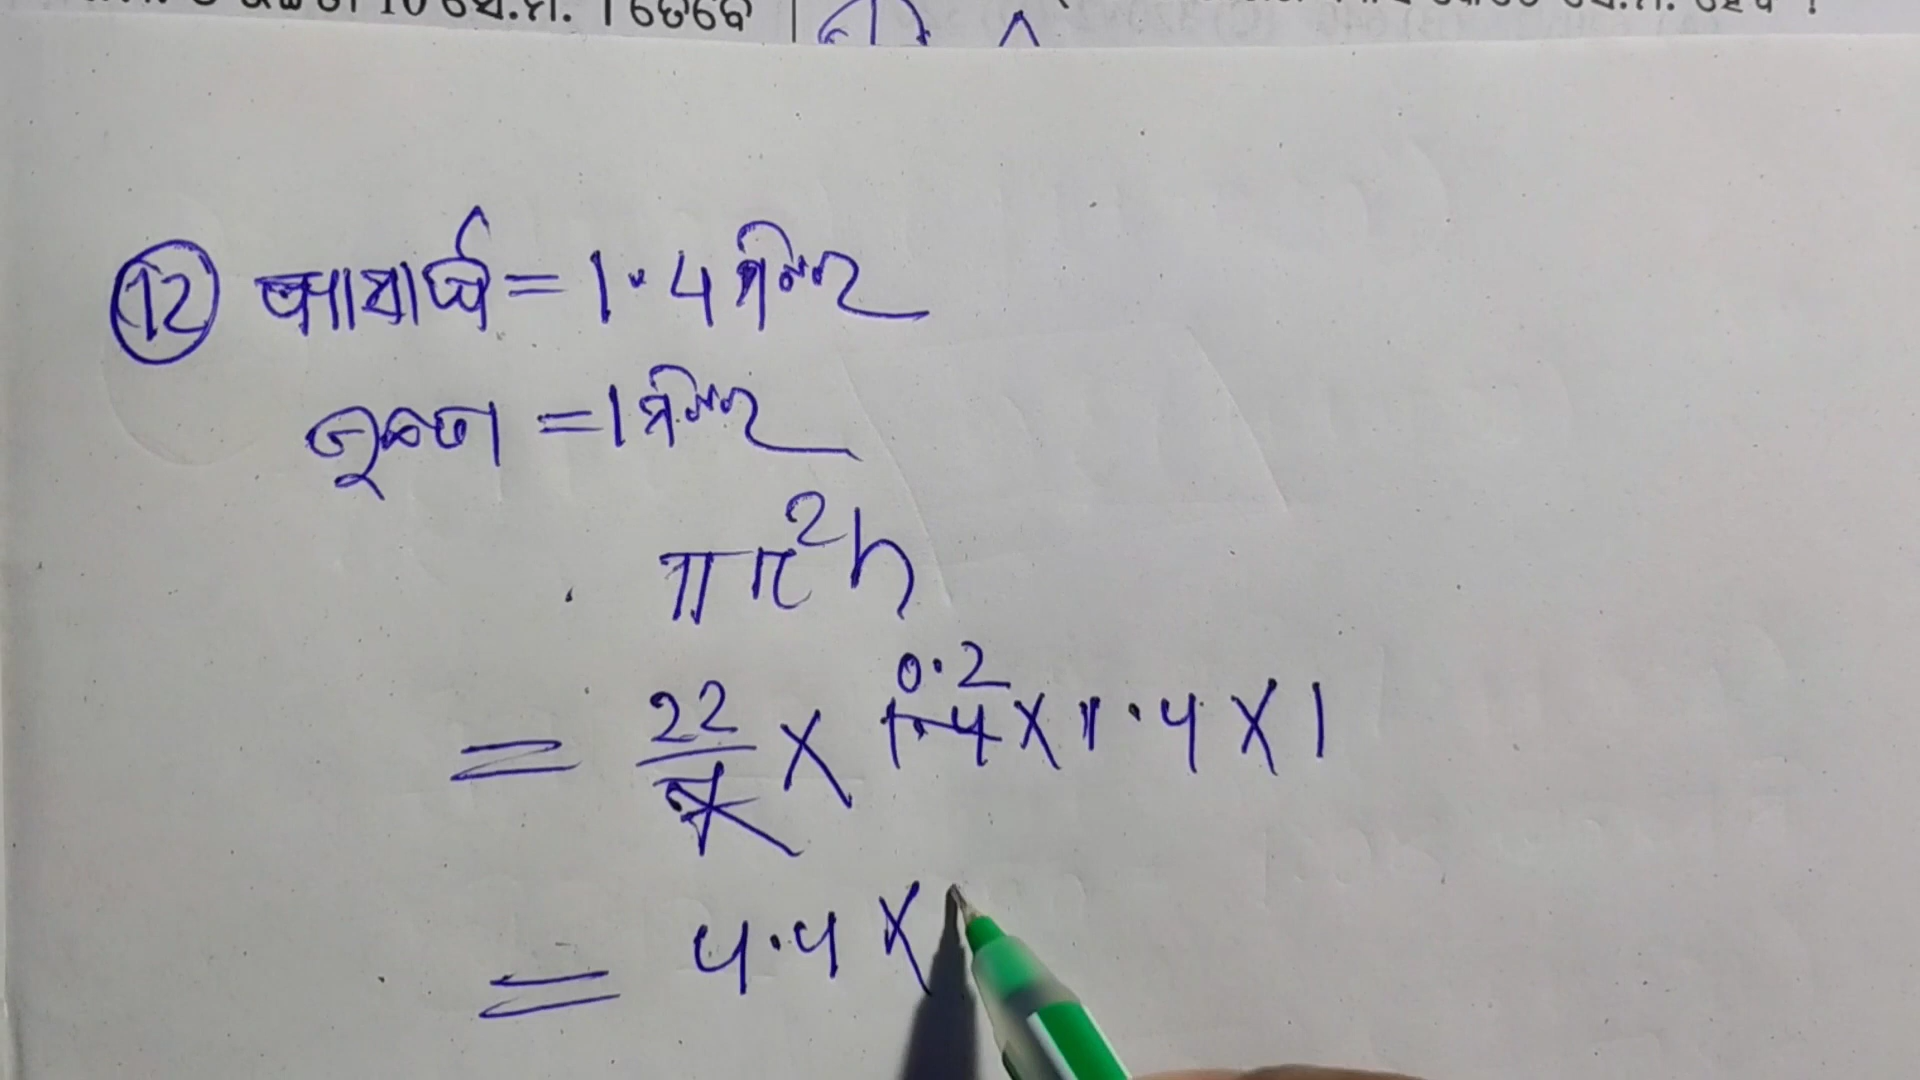 10 ସେ.ମି. । ତେବେ
12 ବ୍ୟାସାର୍ଦ୍ଧ = 1.4 ମିଟର
ଉଚ୍ଚତା = 1 ମିଟର
πr²h
0.2
= 22/7 × 1.4 × 1.4 × 1
= 4.4 ×